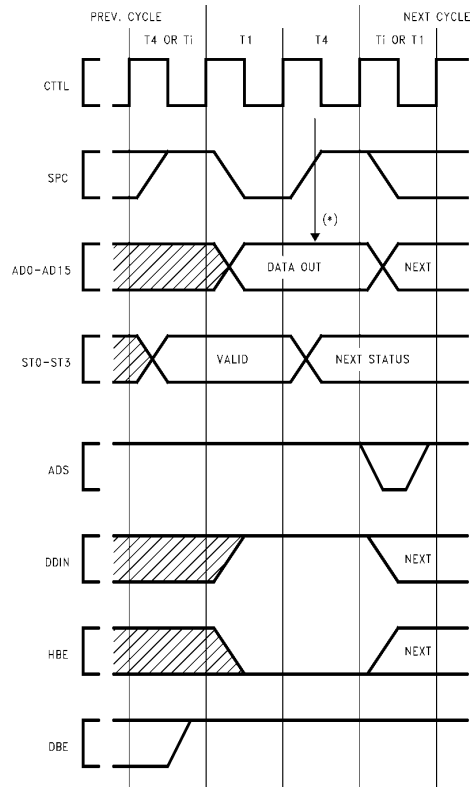 PREV. CYCLE NEXT CYCLE
T4 OR Ti T1 T4 Ti OR T1
CTTL
SPC
(*)
AD0-AD15 DATA OUT NEXT
ST0-ST3 VALID NEXT STATUS
ADS
DDIN NEXT
HBE NEXT
DBE